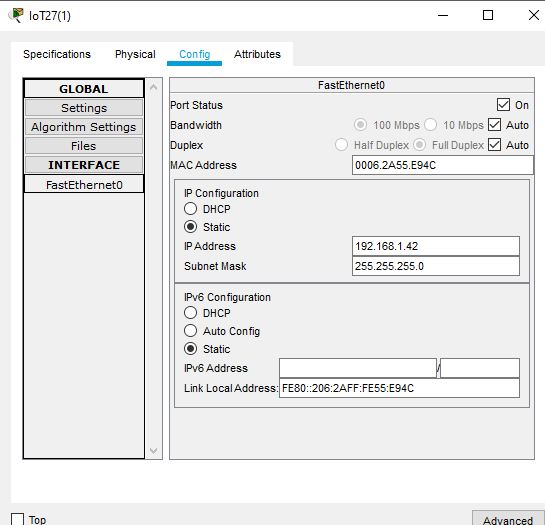 IoT27(1)
Specifications Physical Config Attributes
GLOBAL
Settings
Algorithm Settings
Files
INTERFACE
FastEthernet0
FastEthernet0
Port Status On
Bandwidth 100 Mbps 10 Mbps Auto
Duplex Half Duplex Full Duplex Auto
MAC Address 0006.2A55.E94C
IP Configuration
DHCP
Static
IP Address 192.168.1.42
Subnet Mask 255.255.255.0
IPv6 Configuration
DHCP
Auto Config
Static
IPv6 Address /
Link Local Address: FE80::206:2AFF:FE55:E94C
Top
Advanced